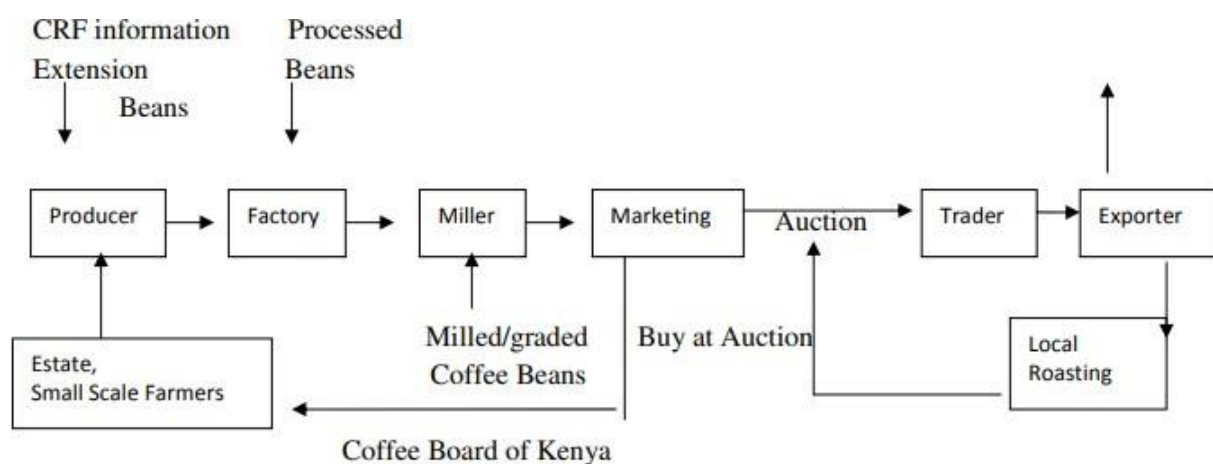 CRF information
Extension
Beans
Processed
Beans
Producer
Factory
Miller
Marketing
Auction
Trader
Exporter
Estate,
Small Scale Farmers
Milled/graded
Coffee Beans
Buy at Auction
Local
Roasting
Coffee Board of Kenya